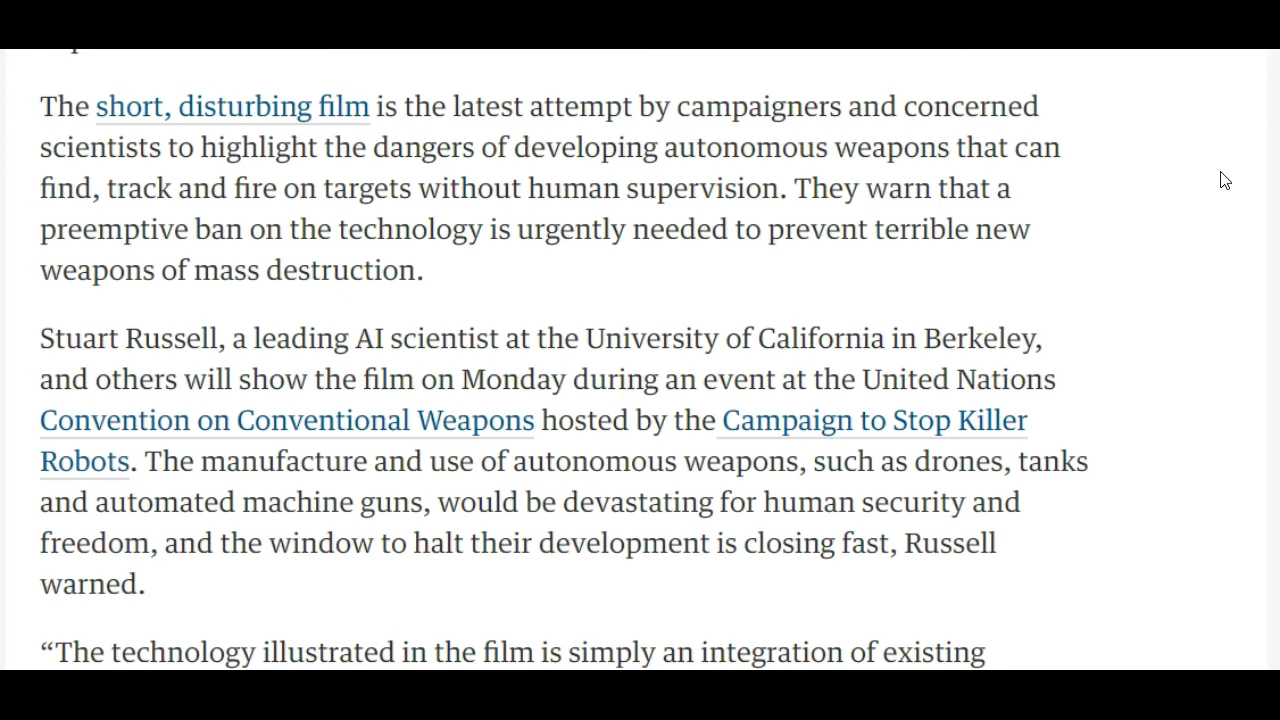 The short, disturbing film is the latest attempt by campaigners and concerned
scientists to highlight the dangers of developing autonomous weapons that can
find, track and fire on targets without human supervision. They warn that a
preemptive ban on the technology is urgently needed to prevent terrible new
weapons of mass destruction.
Stuart Russell, a leading AI scientist at the University of California in Berkeley,
and others will show the film on Monday during an event at the United Nations
Convention on Conventional Weapons hosted by the Campaign to Stop Killer
Robots. The manufacture and use of autonomous weapons, such as drones, tanks
and automated machine guns, would be devastating for human security and
freedom, and the window to halt their development is closing fast, Russell
warned.
“The technology illustrated in the film is simply an integration of existing